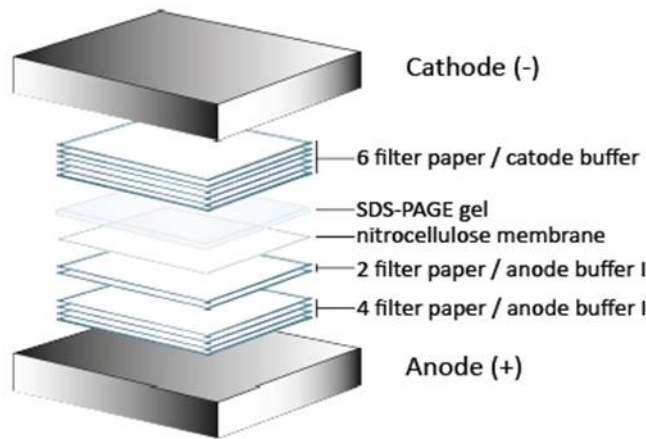 Cathode (-)
6 filter paper / catode buffer
SDS-PAGE gel
nitrocellulose membrane
2 filter paper / anode buffer I
4 filter paper / anode buffer I
Anode (+)